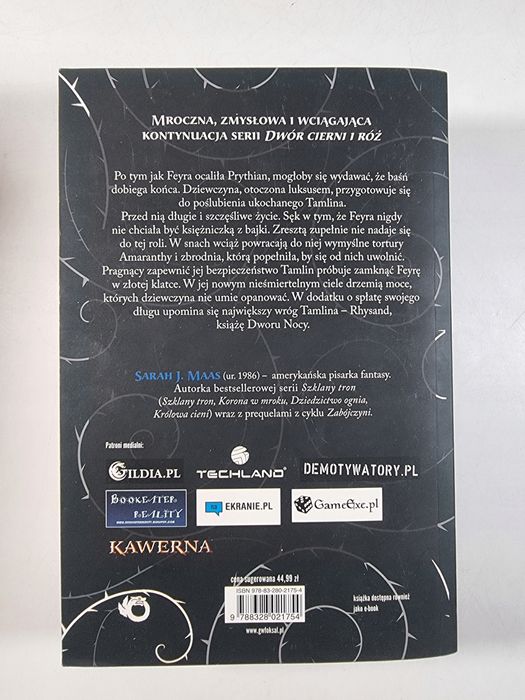 Mroczna, zmysłowa i wciągająca
kontynuacja serii Dwór cierni i róż
Po tym jak Feyra ocaliła Prythian, mogłoby się wydawać, że baśń
dobiega końca. Dziewczyna, otoczona luksusem, przygotowuje się
do poślubienia ukochanego Tamlina.
Przed nią długie i szczęśliwe życie. Sęk w tym, że Feyra nigdy
nie chciała być księżniczką z bajki. Zresztą zupełnie nie nadaje się
do tej roli. W snach wciąż powracają do niej wymyślne tortury
Amaranthy i zbrodnia, którą popełniła, by się od nich uwolnić.
Pragnący zapewnić jej bezpieczeństwo Tamlin próbuje zamknąć Feyrę
w złotej klatce. W jej nowym nieśmiertelnym ciele drzemią moce,
których dziewczyna nie umie opanować. W dodatku o spłatę swojego
długu upomina się największy wróg Tamlina – Rhysand,
książę Dworu Nocy.
Sarah J. Maas (ur. 1986) – amerykańska pisarka fantasy.
Autorka bestsellerowej serii Szklany tron
(Szklany tron, Korona w mroku, Dziedzictwo ognia,
Królowa cieni) wraz z prequelami z cyklu Zabójczyni.
Patroni medialni:
GILDIA.PL TECHLAND DEMOTYWATORY.PL
BOOKEATER REALITY EKRANIE.PL GameExe.pl
KAWERNA
cena sugerowana 44,99 zł
ISBN 978-83-280-2175-4
9 788328 021754
www.gwfoksal.pl
książka dostępna również
jako e-book